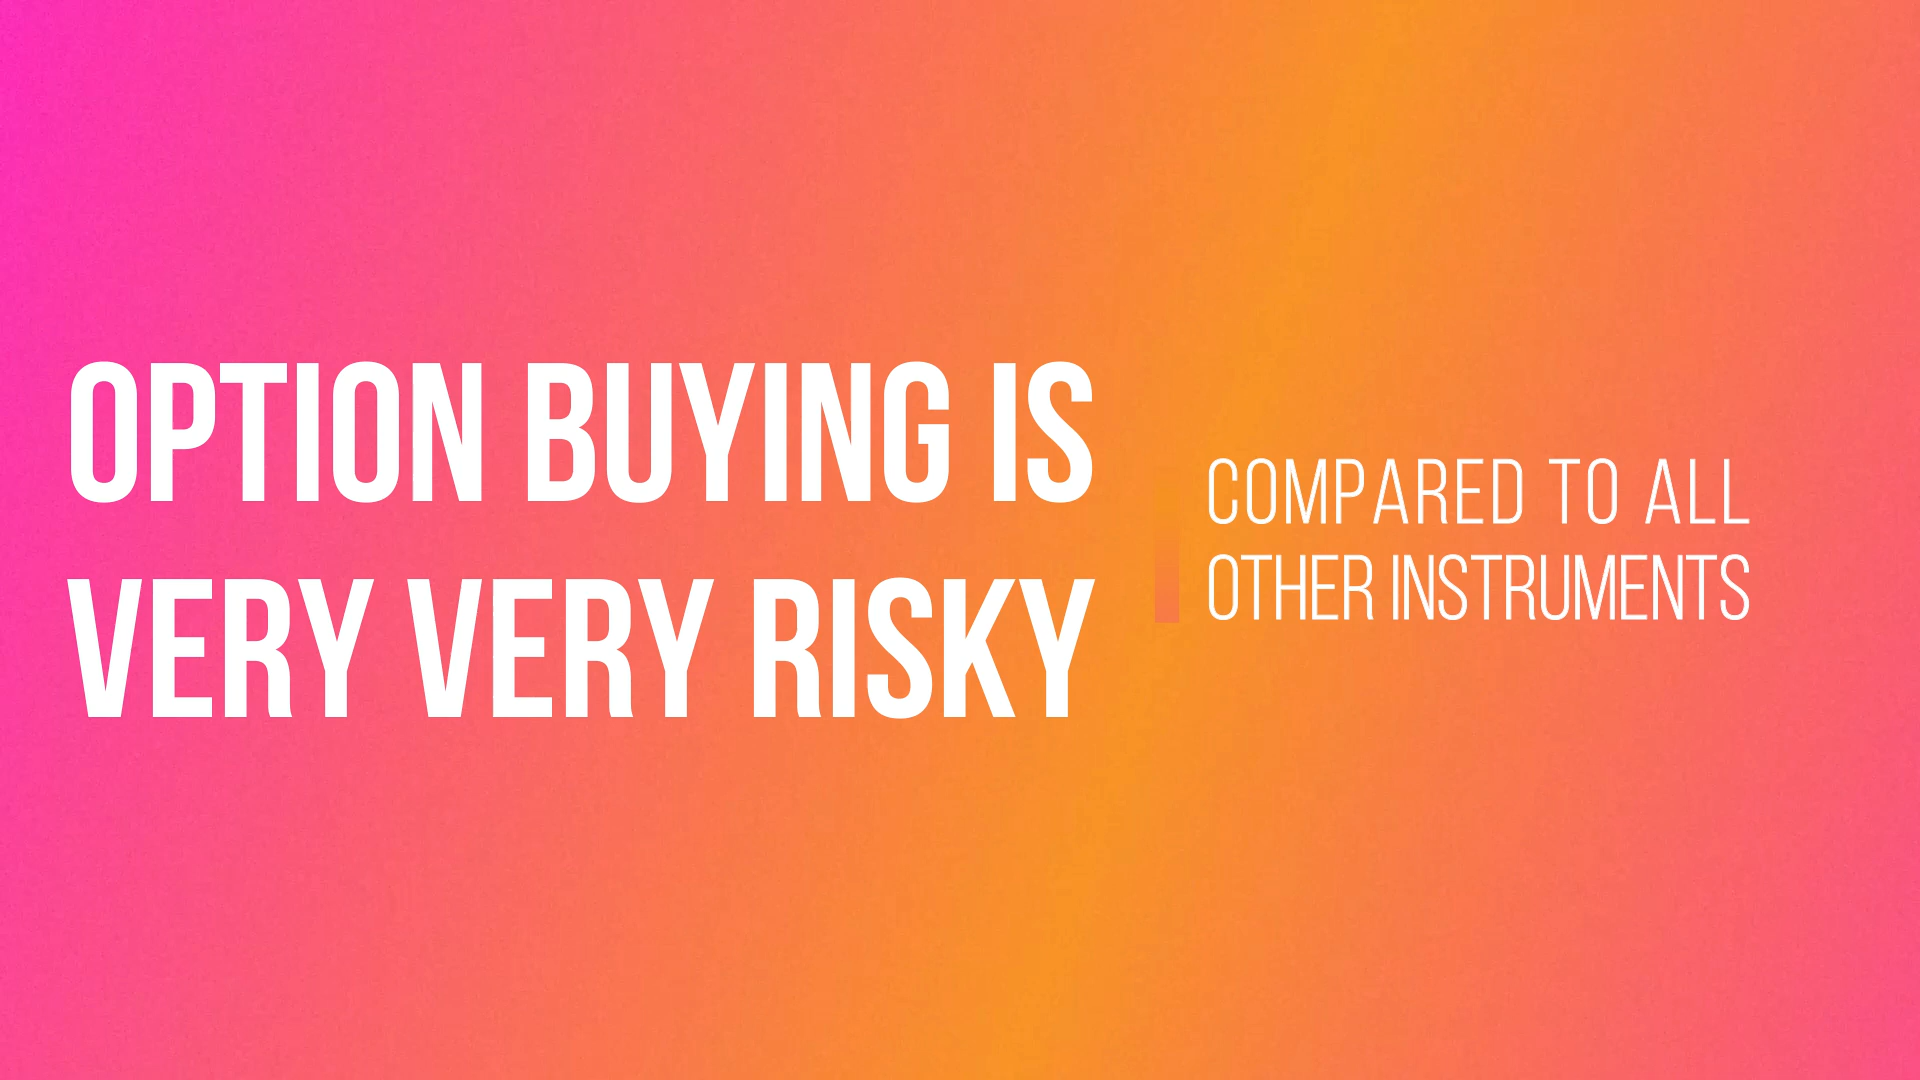 OPTION BUYING IS
VERY VERY RISKY
COMPARED TO ALL
OTHER INSTRUMENTS